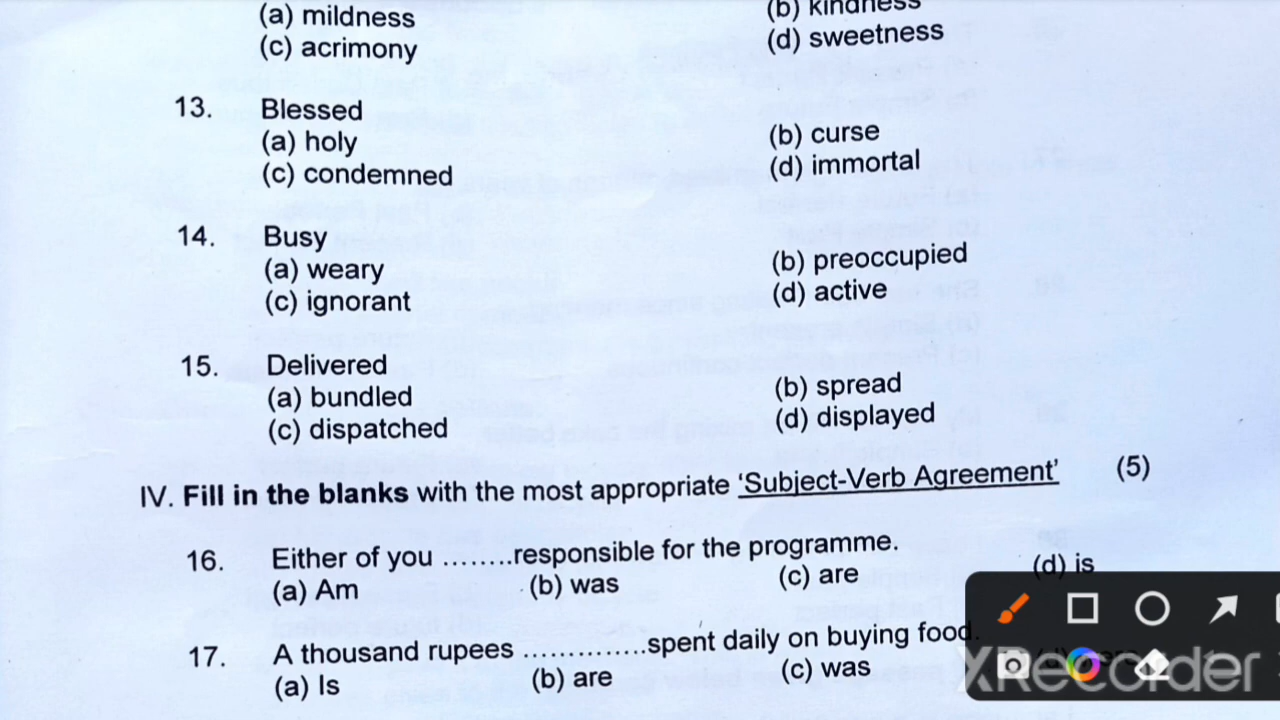 (a) mildness (b) kindness
(c) acrimony (d) sweetness
13. Blessed
(a) holy (b) curse
(c) condemned (d) immortal
14. Busy
(a) weary (b) preoccupied
(c) ignorant (d) active
15. Delivered
(a) bundled (b) spread
(c) dispatched (d) displayed
IV. Fill in the blanks with the most appropriate 'Subject-Verb Agreement' (5)
16. Either of you ........responsible for the programme.
(a) Am (b) was (c) are (d) is
17. A thousand rupees .............spent daily on buying food.
(a) Is (b) are (c) was
XRecorder